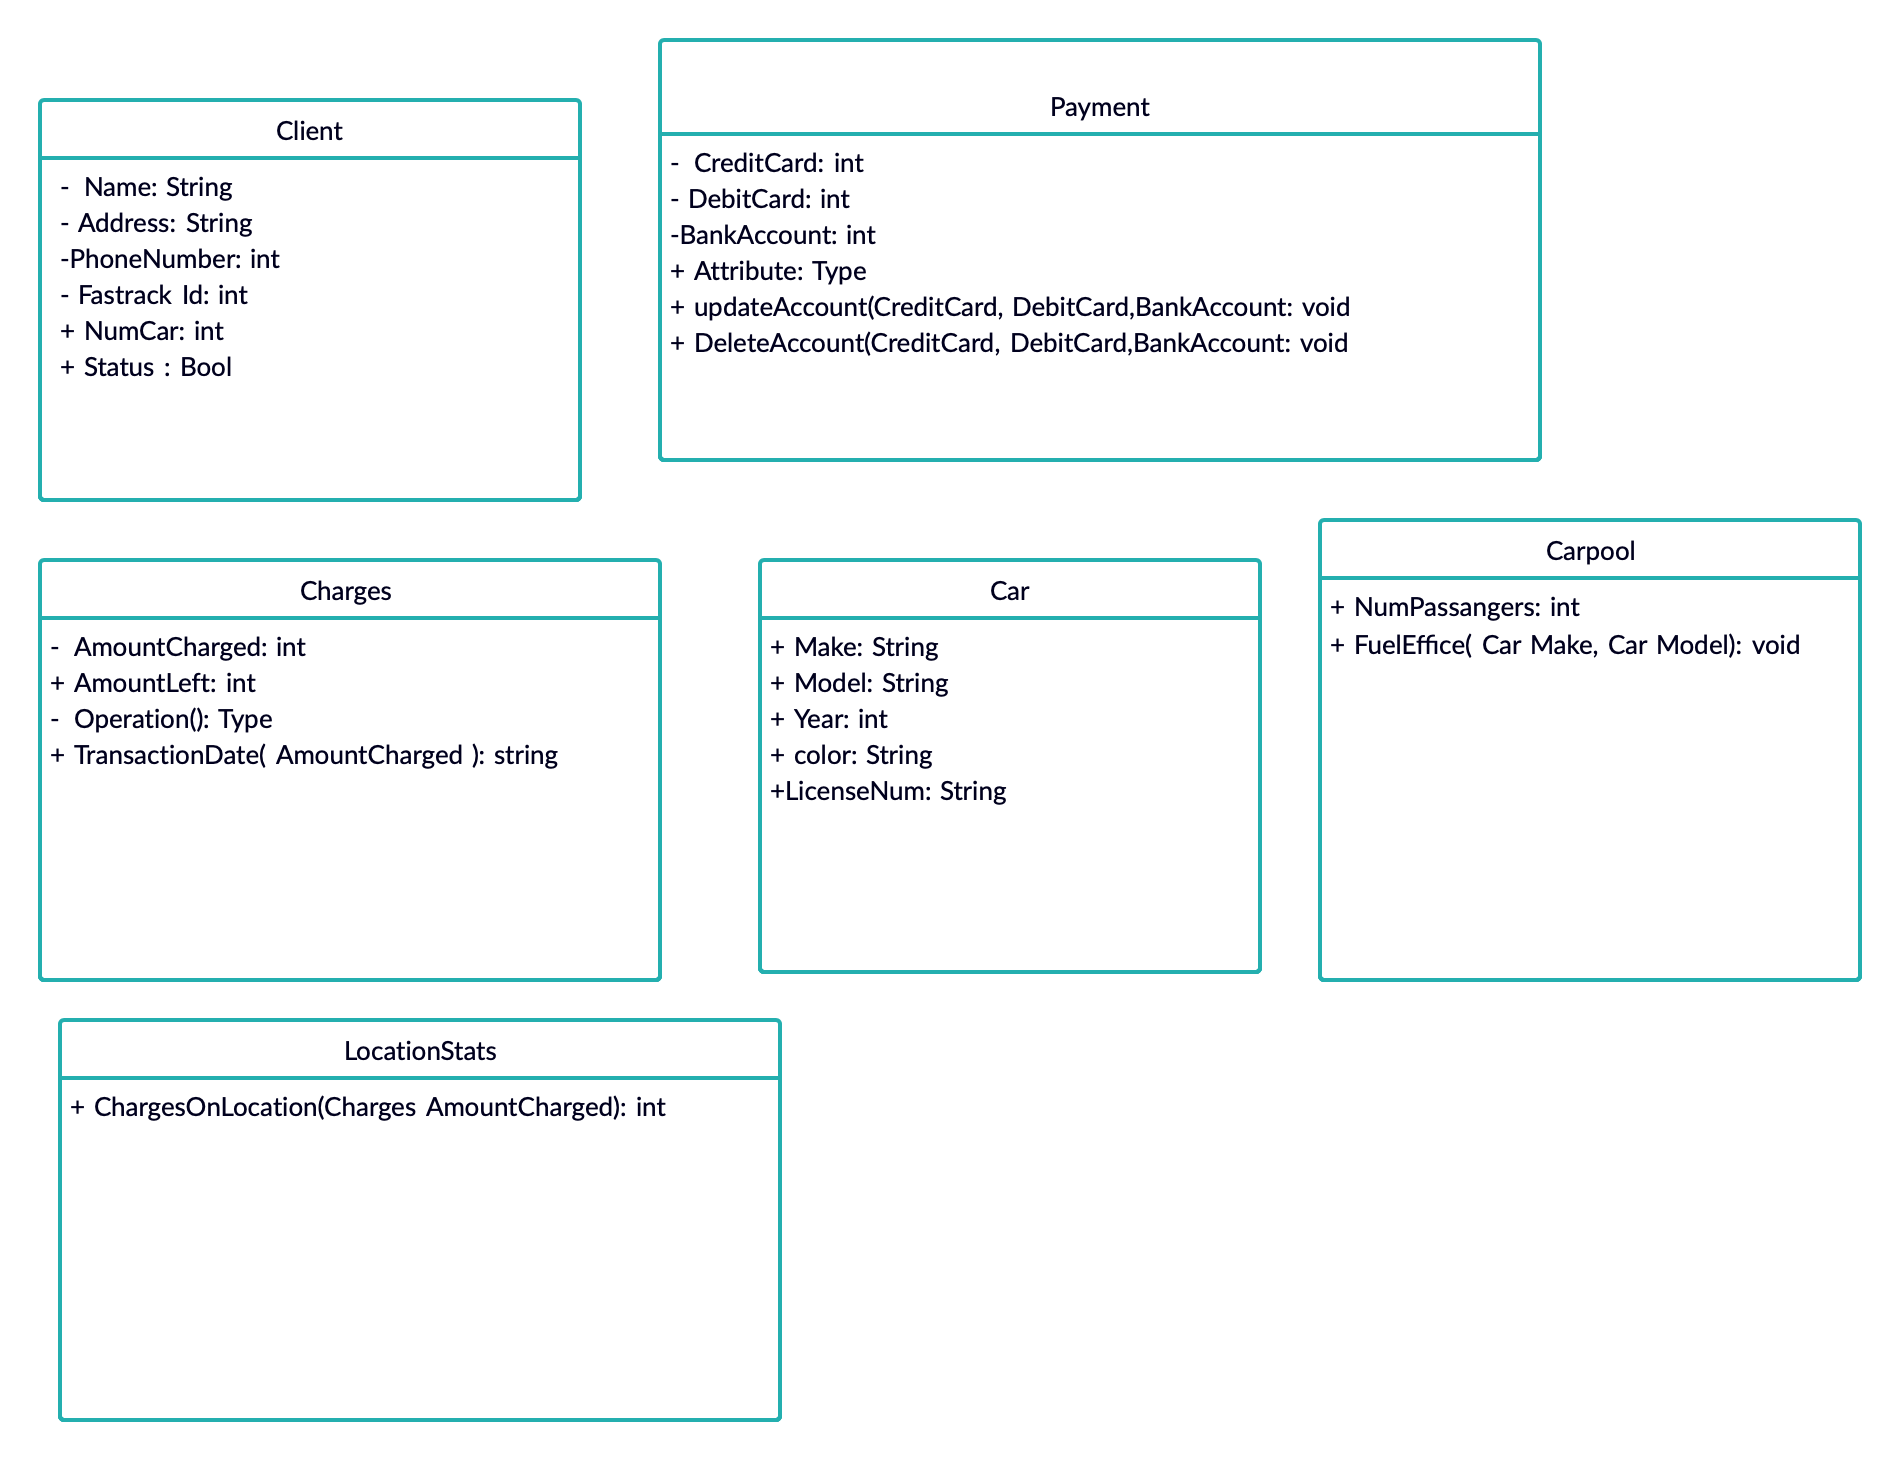 Client
- Name: String
- Address: String
-PhoneNumber: int
- Fastrack Id: int
+ NumCar: int
+ Status : Bool
Payment
- CreditCard: int
- DebitCard: int
-BankAccount: int
+ Attribute: Type
+ updateAccount(CreditCard, DebitCard,BankAccount: void
+ DeleteAccount(CreditCard, DebitCard,BankAccount: void
Charges
- AmountCharged: int
+ AmountLeft: int
- Operation(): Type
+ TransactionDate( AmountCharged ): string
Car
+ Make: String
+ Model: String
+ Year: int
+ color: String
+LicenseNum: String
Carpool
+ NumPassangers: int
+ FuelEffice( Car Make, Car Model): void
LocationStats
+ ChargesOnLocation(Charges AmountCharged): int